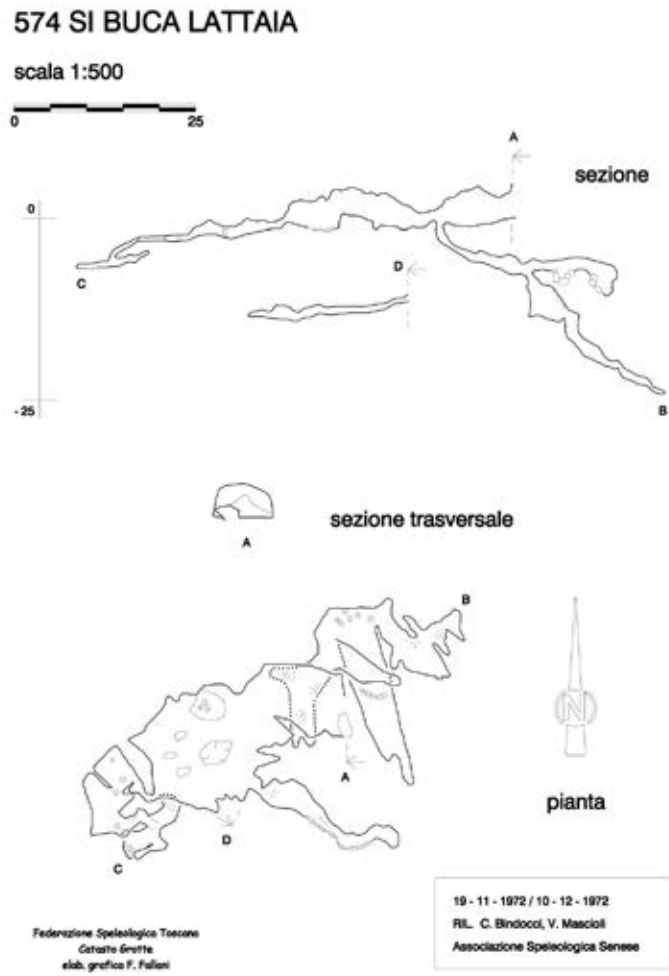 574 SI BUCA LATTAIA
scala 1:500
0 25
A
sezione
0
D
C
-25
B
sezione trasversale
A
B
N
A
pianta
D
C
19 - 11 - 1972 / 10 - 12 - 1972
RIL. C. Bindocci, V. Mascioli
Associazione Speleologica Senese
Federazione Speleologica Toscana
Catasto Grotte
elab. grafica F. Fallani